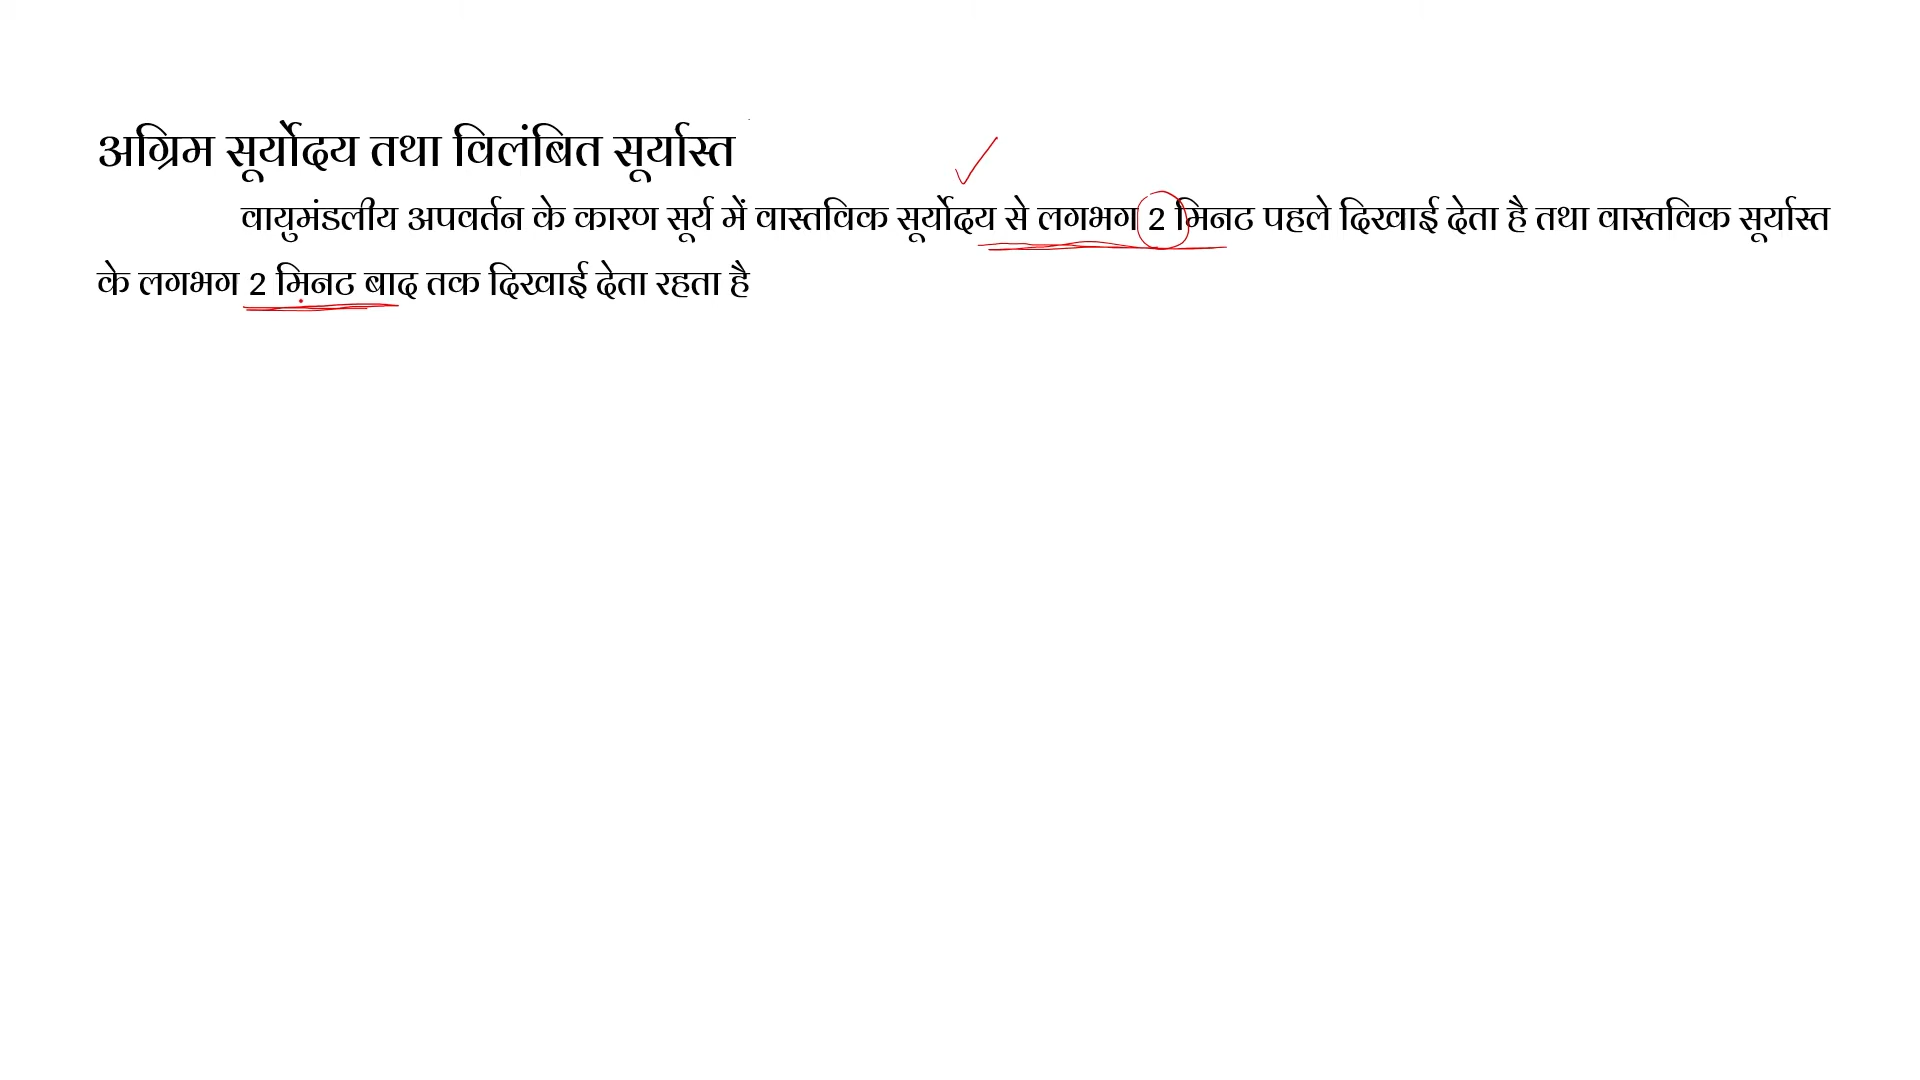 अग्रिम सूर्योदय तथा विलंबित सूर्यास्त
वायुमंडलीय अपवर्तन के कारण सूर्य में वास्तविक सूर्योदय से लगभग 2 मिनट पहले दिखाई देता है तथा वास्तविक सूर्यास्त
के लगभग 2 मिनट बाद तक दिखाई देता रहता है